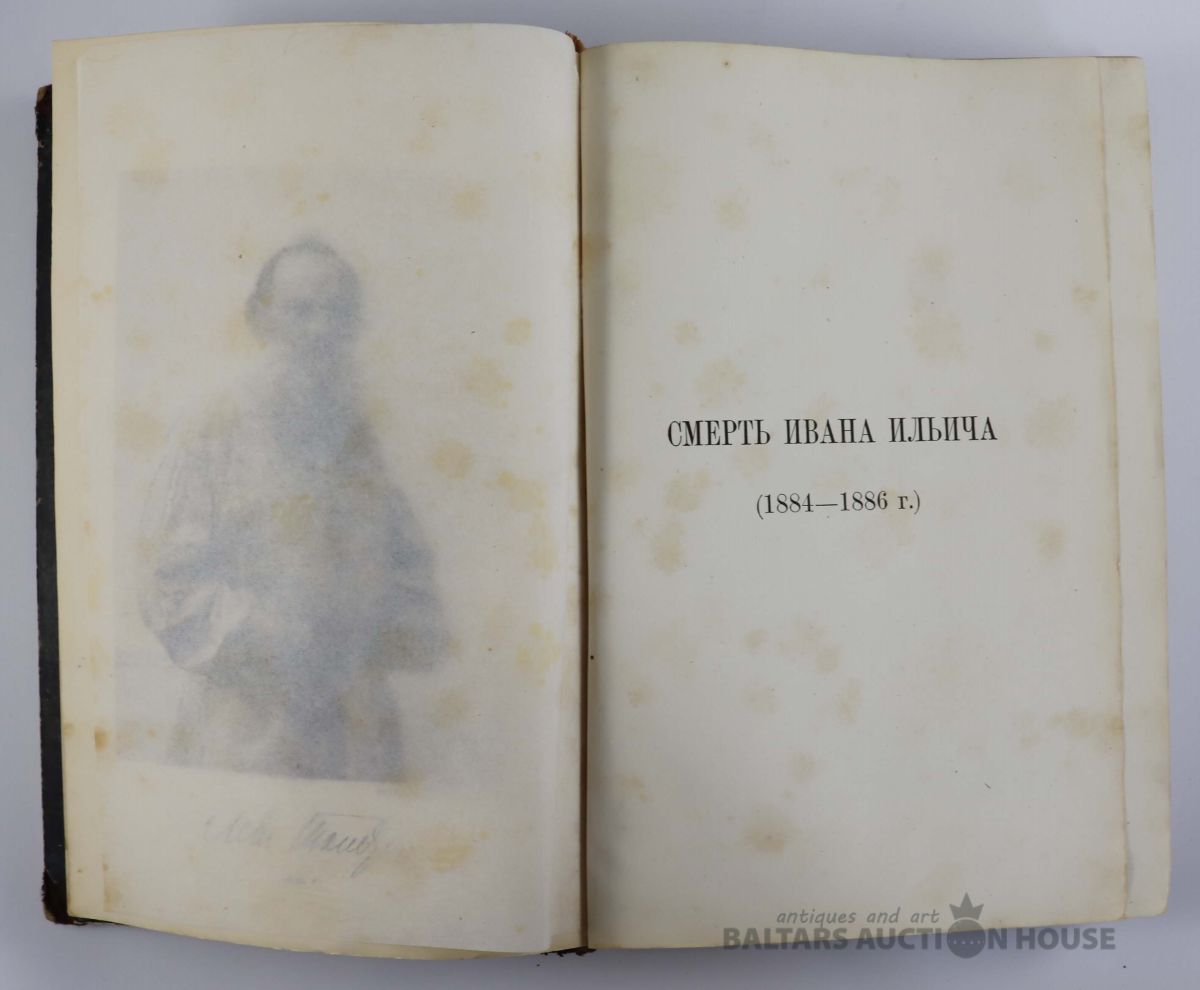 СМЕРТЬ ИВАНА ИЛЬИЧА
(1884—1886 г.)
antiques and art
BALTARS AUCTION HOUSE